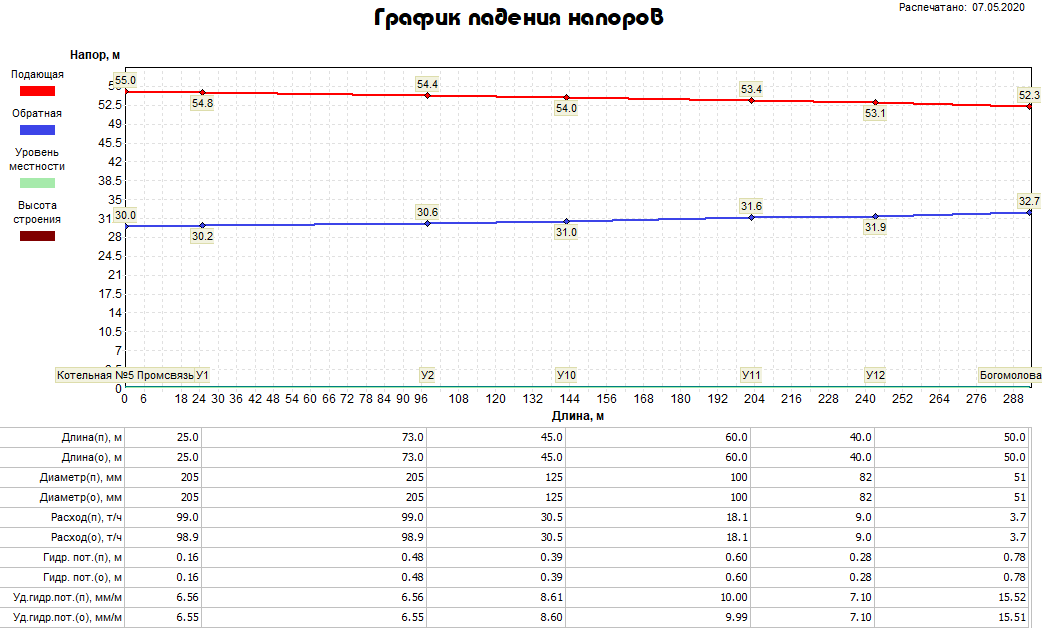 График падения напоров
Распечатано: 07.05.2020
Напор, м
Подающая
Обратная
Уровень
местности
Высота
строения
52.5
49
45.5
42
38.5
35
31
28
24.5
21
17.5
14
10.5
7
0
55.0
54.8
54.4
54.0
53.4
53.1
52.3
30.0
30.2
30.6
31.0
31.6
31.9
32.7
Котельная №5 Промсвязь У1 У2 У10 У11 У12 Богомолова
0 6 18 24 30 36 42 48 54 60 66 72 78 84 90 96 108 120 132 144 156 168 180 192 204 216 228 240 252 264 276 288
Длина, м
Длина(п), м 25.0 73.0 45.0 60.0 40.0 50.0
Длина(о), м 25.0 73.0 45.0 60.0 40.0 50.0
Диаметр(п), мм 205 205 125 100 82 51
Диаметр(о), мм 205 205 125 100 82 51
Расход(п), т/ч 99.0 99.0 30.5 18.1 9.0 3.7
Расход(о), т/ч 98.9 98.9 30.5 18.1 9.0 3.7
Гидр. пот.(п), м 0.16 0.48 0.39 0.60 0.28 0.78
Гидр. пот.(о), м 0.16 0.48 0.39 0.60 0.28 0.78
Уд.гидр.пот.(п), мм/м 6.56 6.56 8.61 10.00 7.10 15.52
Уд.гидр.пот.(о), мм/м 6.55 6.55 8.60 9.99 7.10 15.51